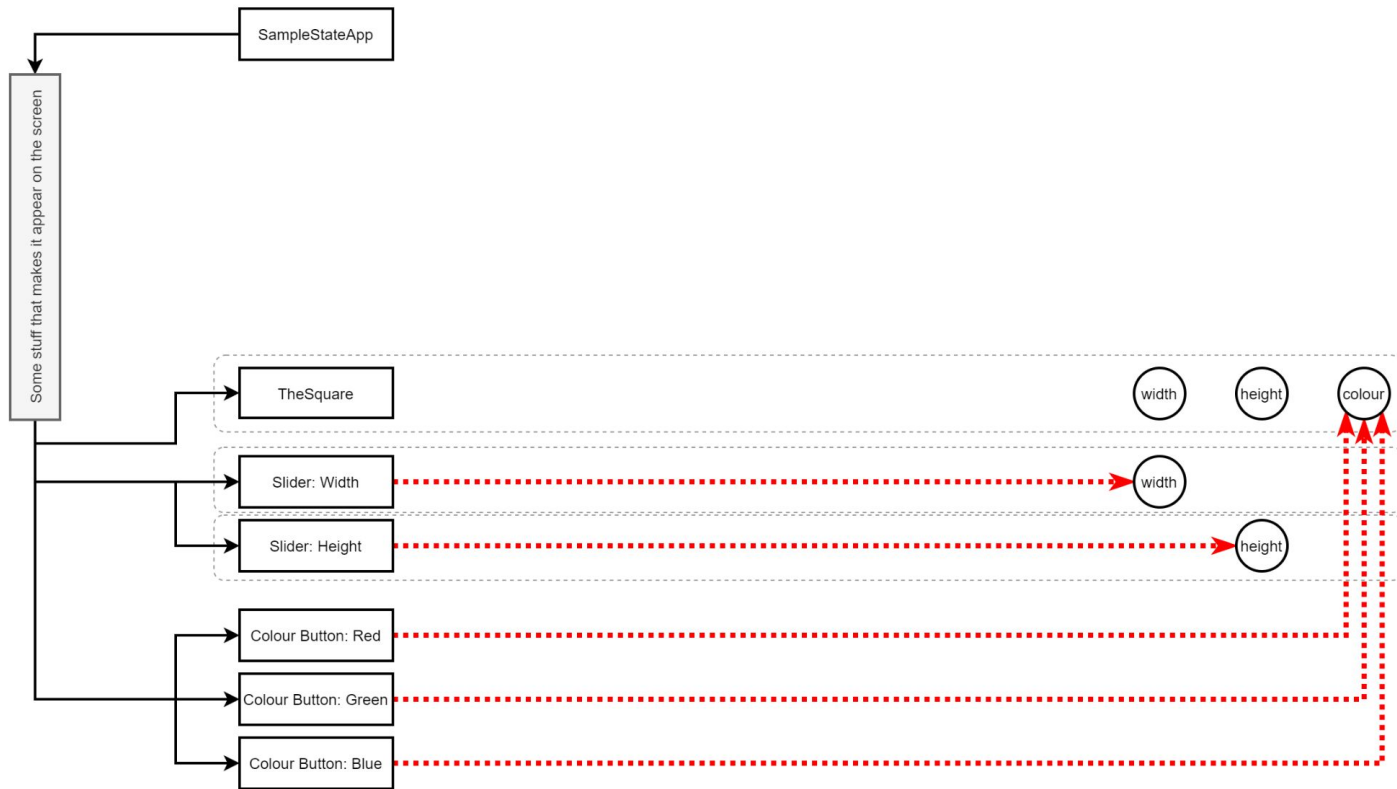 SampleStateApp
Some stuff that makes it appear on the screen
TheSquare
width
height
colour
Slider: Width
width
Slider: Height
height
Colour Button: Red
Colour Button: Green
Colour Button: Blue